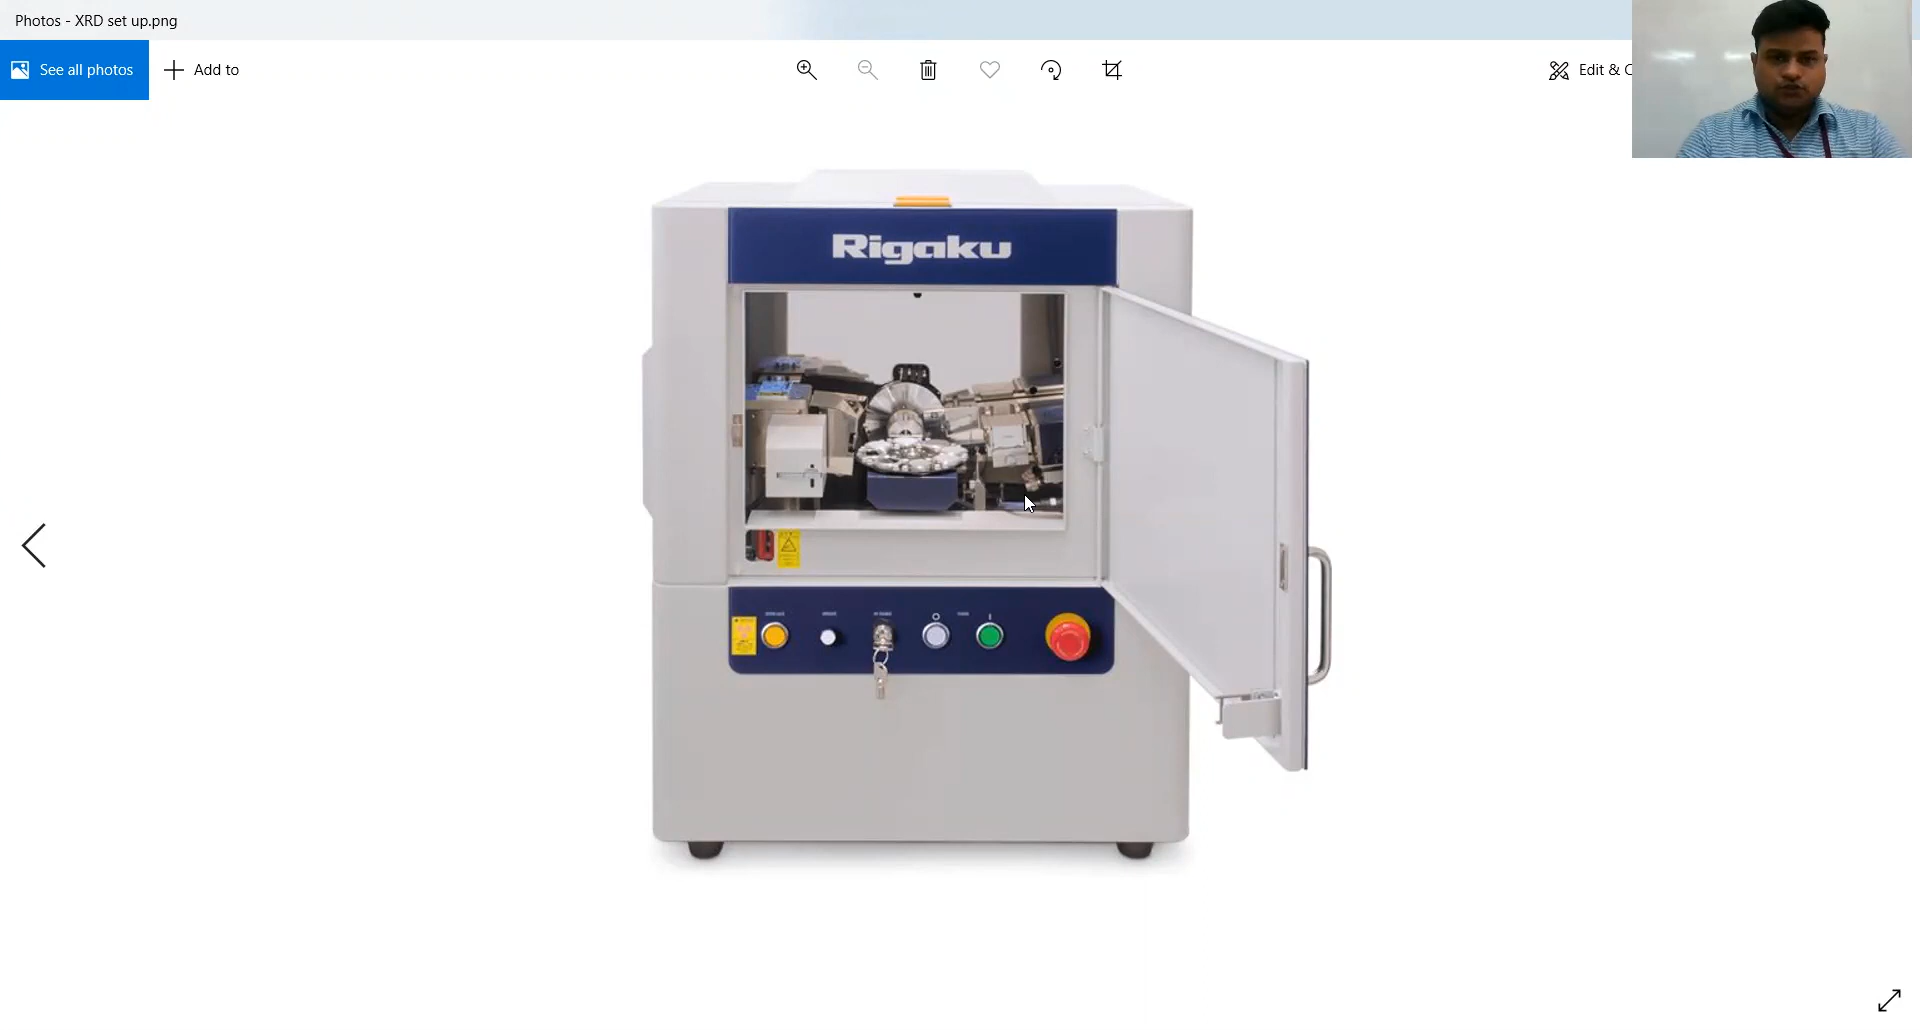 Photos - XRD set up.png
See all photos
Add to
Edit & C
Rigaku